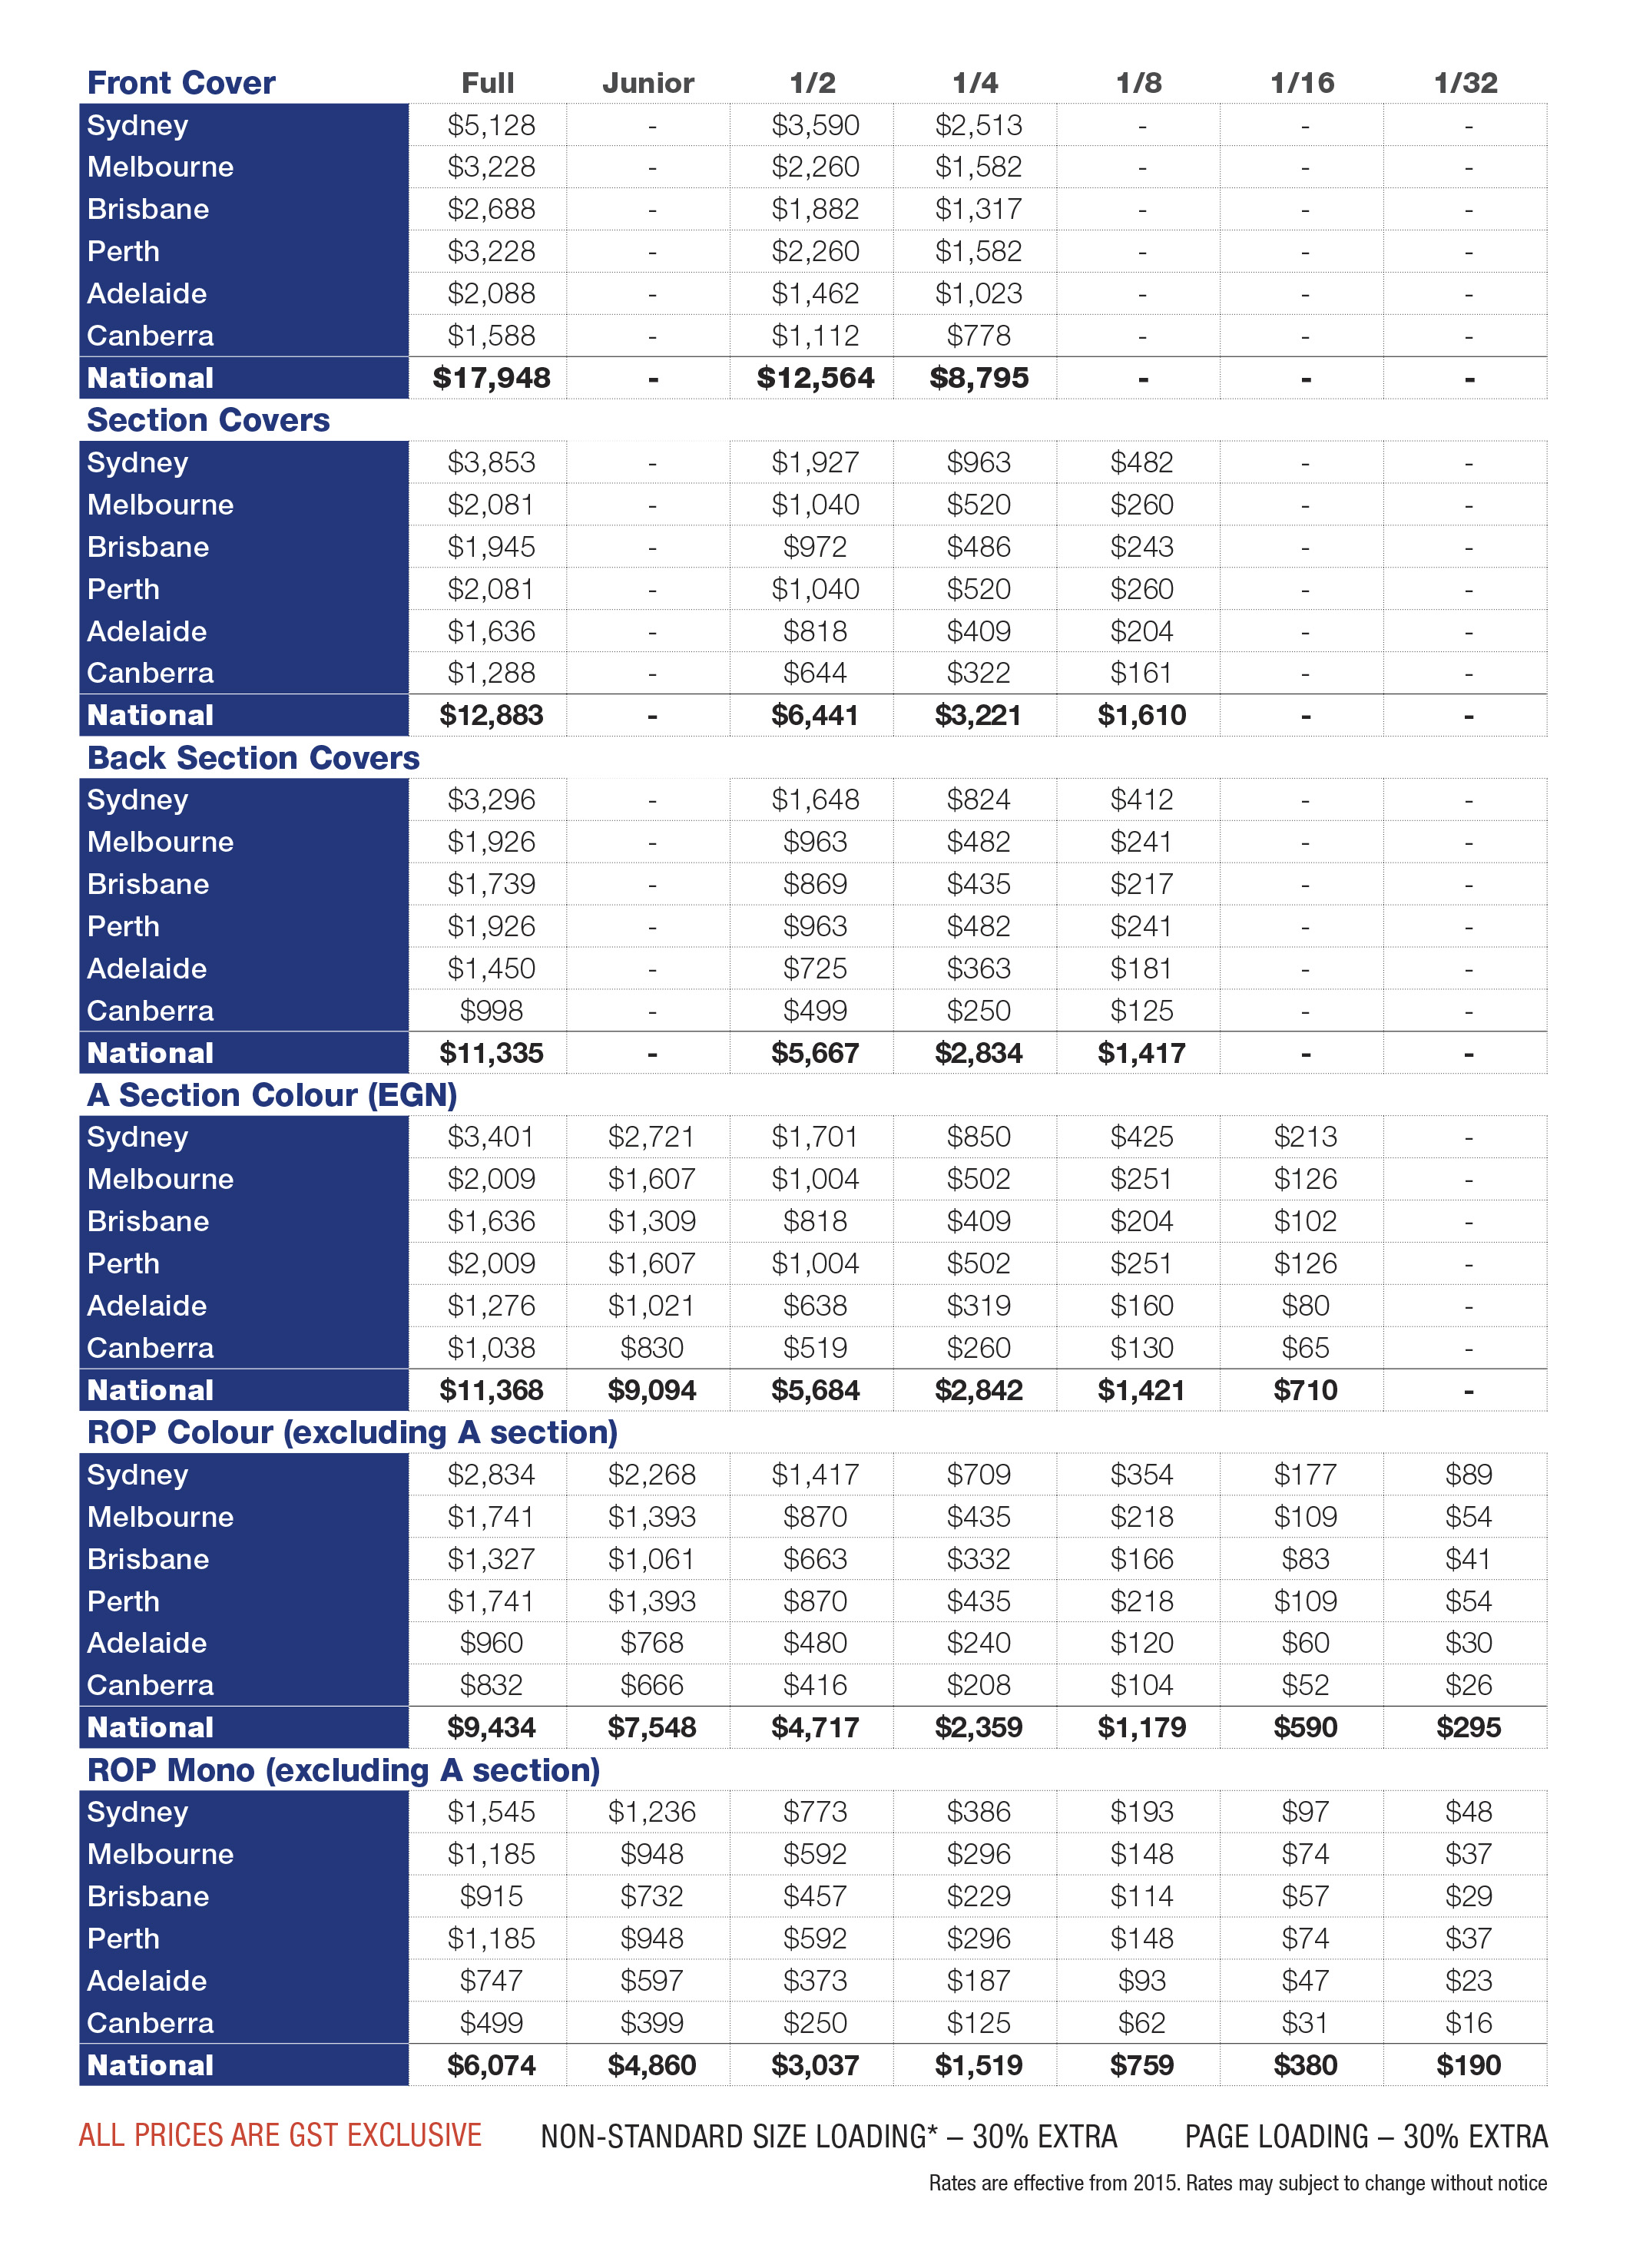 Front Cover Full Junior 1/2 1/4 1/8 1/16 1/32
Sydney $5,128 - $3,590 $2,513 - - -
Melbourne $3,228 - $2,260 $1,582 - - -
Brisbane $2,688 - $1,882 $1,317 - - -
Perth $3,228 - $2,260 $1,582 - - -
Adelaide $2,088 - $1,462 $1,023 - - -
Canberra $1,588 - $1,112 $778 - - -
National $17,948 - $12,564 $8,795 - - -
Section Covers
Sydney $3,853 - $1,927 $963 $482 - -
Melbourne $2,081 - $1,040 $520 $260 - -
Brisbane $1,945 - $972 $486 $243 - -
Perth $2,081 - $1,040 $520 $260 - -
Adelaide $1,636 - $818 $409 $204 - -
Canberra $1,288 - $644 $322 $161 - -
National $12,883 - $6,441 $3,221 $1,610 - -
Back Section Covers
Sydney $3,296 - $1,648 $824 $412 - -
Melbourne $1,926 - $963 $482 $241 - -
Brisbane $1,739 - $869 $435 $217 - -
Perth $1,926 - $963 $482 $241 - -
Adelaide $1,450 - $725 $363 $181 - -
Canberra $998 - $499 $250 $125 - -
National $11,335 - $5,667 $2,834 $1,417 - -
A Section Colour (EGN)
Sydney $3,401 $2,721 $1,701 $850 $425 $213 -
Melbourne $2,009 $1,607 $1,004 $502 $251 $126 -
Brisbane $1,636 $1,309 $818 $409 $204 $102 -
Perth $2,009 $1,607 $1,004 $502 $251 $126 -
Adelaide $1,276 $1,021 $638 $319 $160 $80 -
Canberra $1,038 $830 $519 $260 $130 $65 -
National $11,368 $9,094 $5,684 $2,842 $1,421 $710 -
ROP Colour (excluding A section)
Sydney $2,834 $2,268 $1,417 $709 $354 $177 $89
Melbourne $1,741 $1,393 $870 $435 $218 $109 $54
Brisbane $1,327 $1,061 $663 $332 $166 $83 $41
Perth $1,741 $1,393 $870 $435 $218 $109 $54
Adelaide $960 $768 $480 $240 $120 $60 $30
Canberra $832 $666 $416 $208 $104 $52 $26
National $9,434 $7,548 $4,717 $2,359 $1,179 $590 $295
ROP Mono (excluding A section)
Sydney $1,545 $1,236 $773 $386 $193 $97 $48
Melbourne $1,185 $948 $592 $296 $148 $74 $37
Brisbane $915 $732 $457 $229 $114 $57 $29
Perth $1,185 $948 $592 $296 $148 $74 $37
Adelaide $747 $597 $373 $187 $93 $47 $23
Canberra $499 $399 $250 $125 $62 $31 $16
National $6,074 $4,860 $3,037 $1,519 $759 $380 $190
ALL PRICES ARE GST EXCLUSIVE NON-STANDARD SIZE LOADING* – 30% EXTRA PAGE LOADING – 30% EXTRA
Rates are effective from 2015. Rates may subject to change without notice